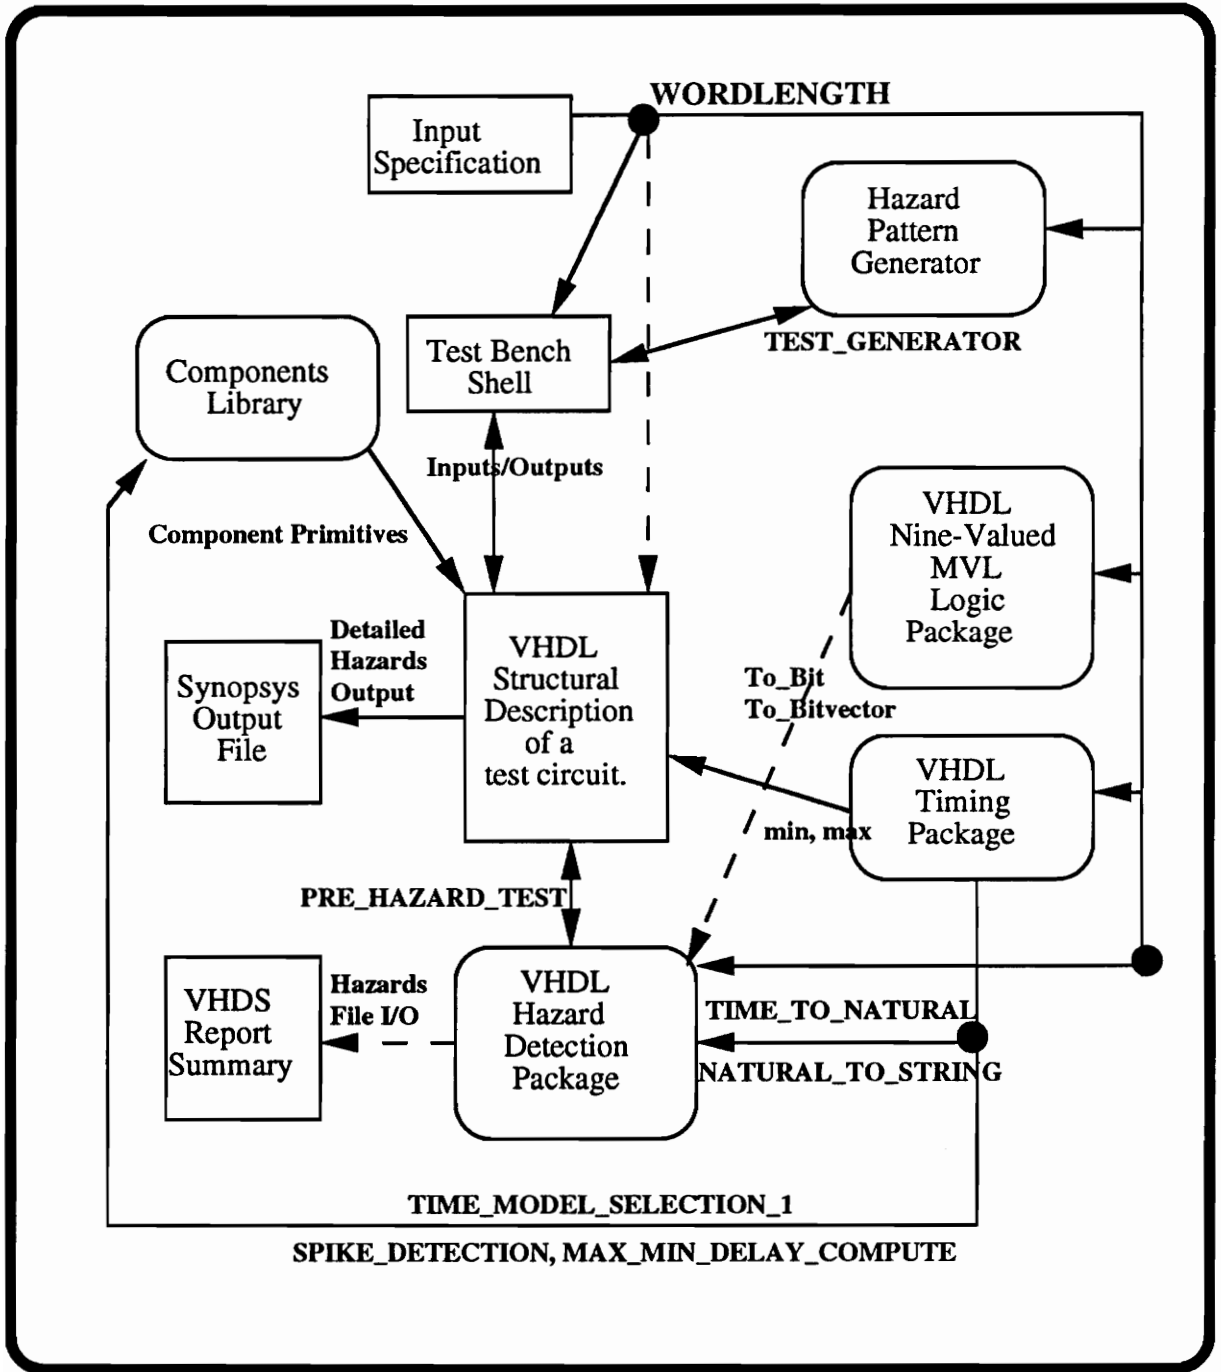 WORDLENGTH
Input
Specification
Hazard
Pattern
Generator
TEST_GENERATOR
Test Bench
Shell
Components
Library
Inputs/Outputs
Component Primitives
VHDL
Nine-Valued
MVL
Logic
Package
Detailed
Hazards
Output
VHDL
Structural
Description
of a
test circuit.
Synopsys
Output
File
To_Bit
To_Bitvector
VHDL
Timing
Package
min, max
PRE_HAZARD_TEST
VHDS
Report
Summary
Hazards
File I/O
VHDL
Hazard
Detection
Package
TIME_TO_NATURAL
NATURAL_TO_STRING
TIME_MODEL_SELECTION_1
SPIKE_DETECTION, MAX_MIN_DELAY_COMPUTE